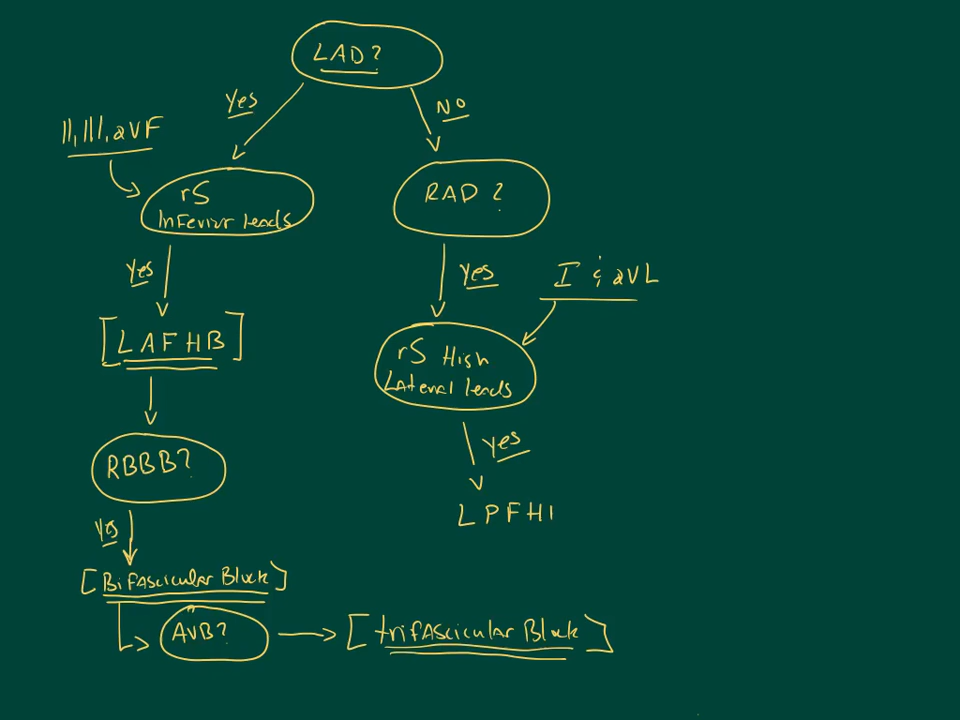 LAD?
Yes
NO
II, III, aVF
rS
Inferior Leads
RAD?
Yes
Yes
I & aVL
[LAFHB]
rS High
Lateral Leads
Yes
RBBB?
LPFH
Yes
[Bifascicular Block]
AVB?
[trifascicular Block]